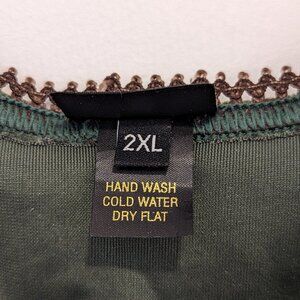 2XL
HAND WASH
COLD WATER
DRY FLAT